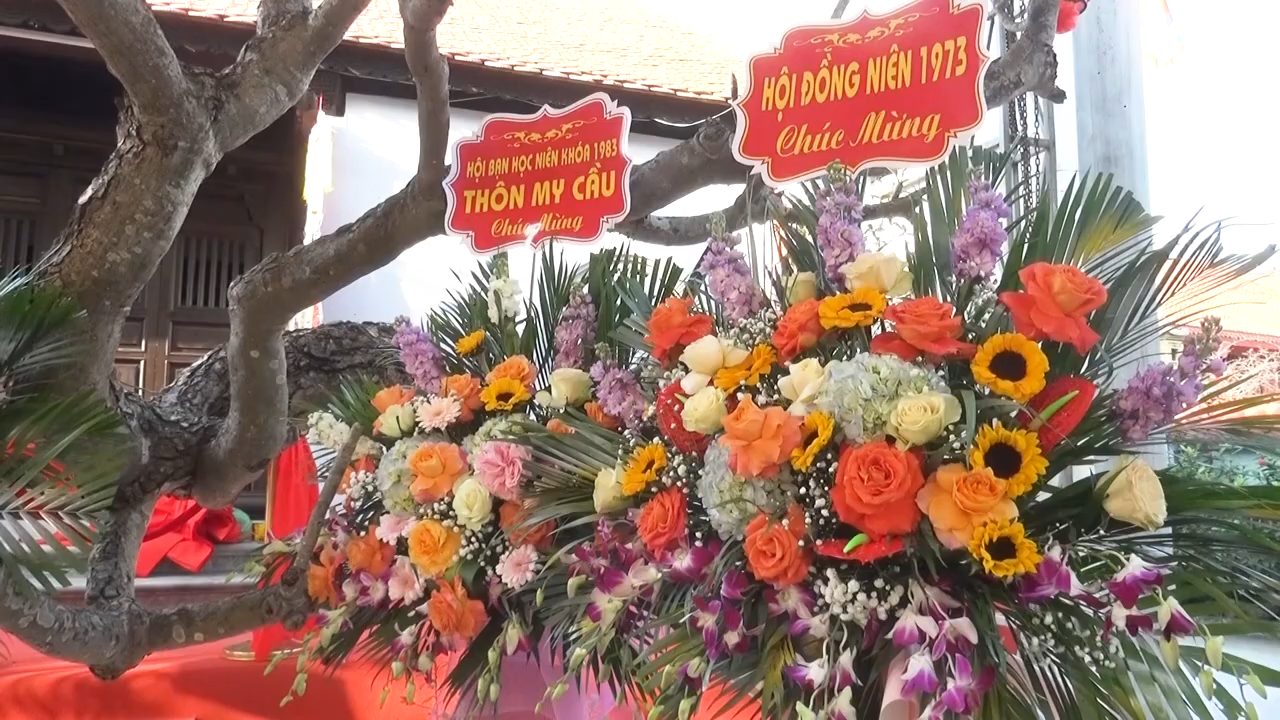 HỘI BẠN HỌC NIÊN KHÓA 1983
THÔN MY CẦU
Chúc Mừng
HỘI ĐỒNG NIÊN 1973
Chúc Mừng